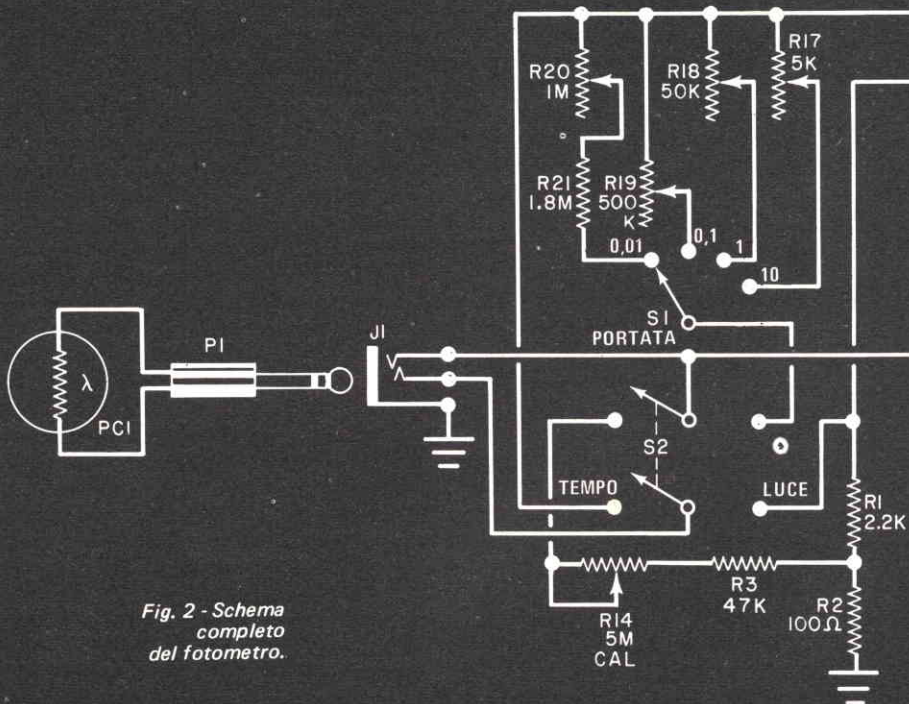 R20
1M
R18
50K
R17
5K
R21
1.8M
R19
500
K
0,01
0,1
1
10
S1
PORTATA
P1
J1
λ
PC1
S2
TEMPO
LUCE
R1
2.2K
R3
47K
R2
100Ω
R14
5M
CAL
Fig. 2 - Schema
completo
del fotometro.